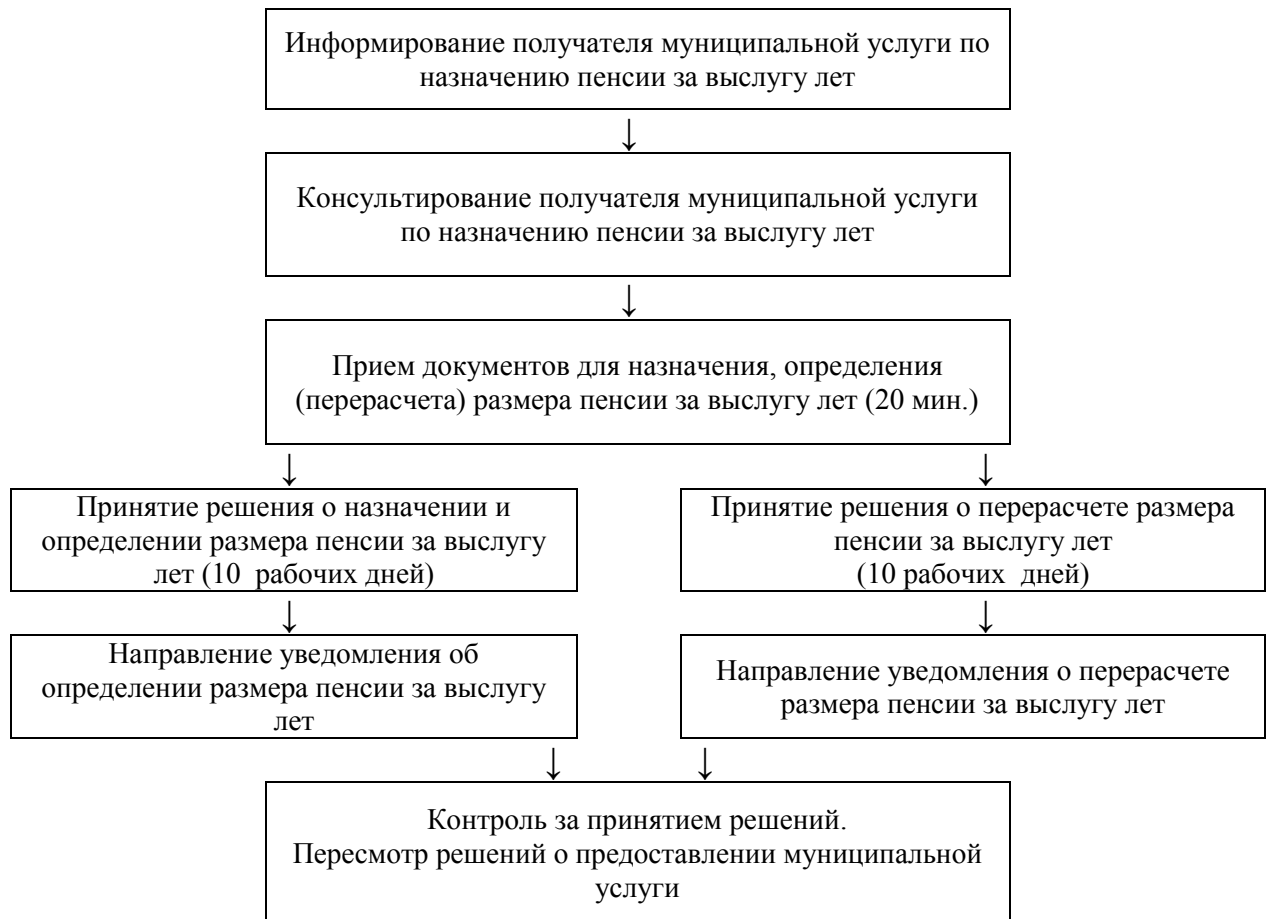 Информирование получателя муниципальной услуги по
назначению пенсии за выслугу лет
↓
Консультирование получателя муниципальной услуги
по назначению пенсии за выслугу лет
↓
Прием документов для назначения, определения
(перерасчета) размера пенсии за выслугу лет (20 мин.)
↓ ↓
Принятие решения о назначении и
определении размера пенсии за выслугу
лет (10 рабочих дней)
↓
Направление уведомления об
определении размера пенсии за выслугу
лет
Принятие решения о перерасчете размера
пенсии за выслугу лет
(10 рабочих дней)
↓
Направление уведомления о перерасчете
размера пенсии за выслугу лет
↓ ↓
Контроль за принятием решений.
Пересмотр решений о предоставлении муниципальной
услуги